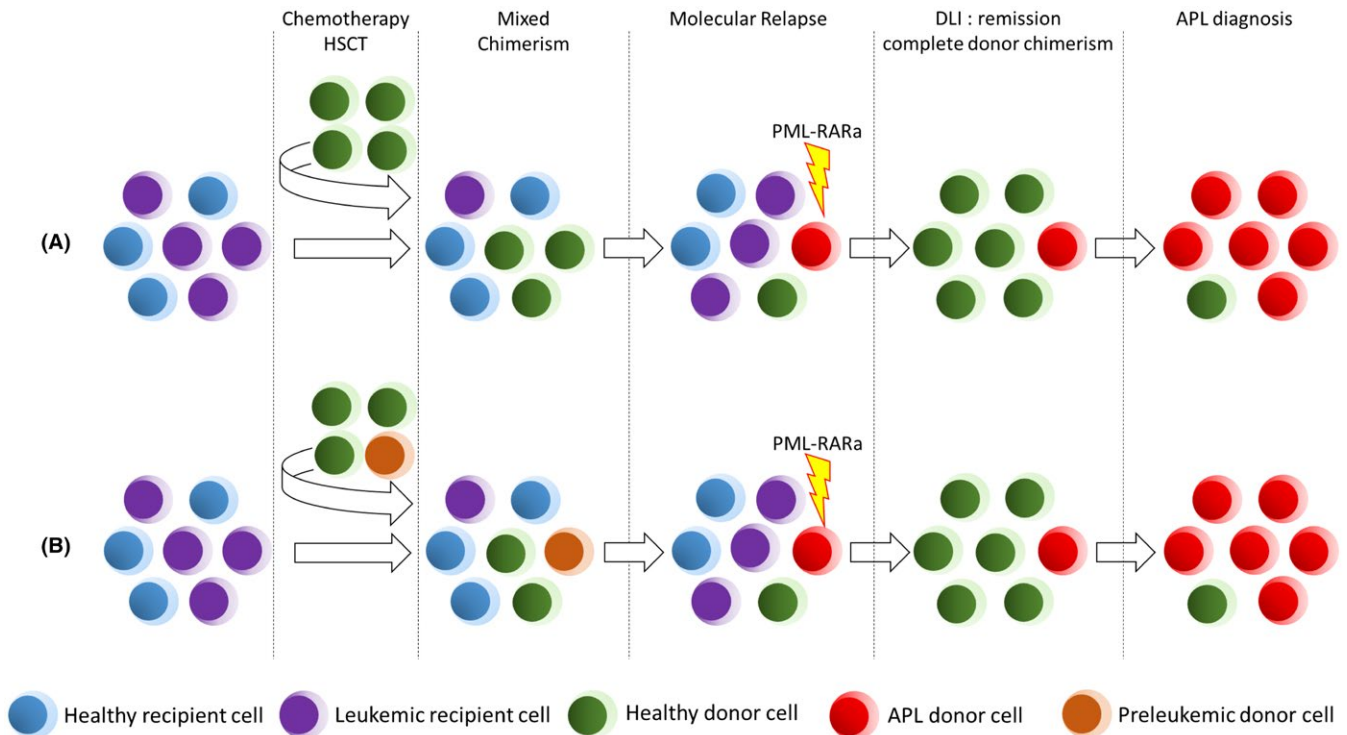 Chemotherapy
HSCT
Mixed
Chimerism
Molecular Relapse
DLI : remission
complete donor chimerism
APL diagnosis
PML-RARa
(A)
PML-RARa
(B)
Healthy recipient cell
Leukemic recipient cell
Healthy donor cell
APL donor cell
Preleukemic donor cell